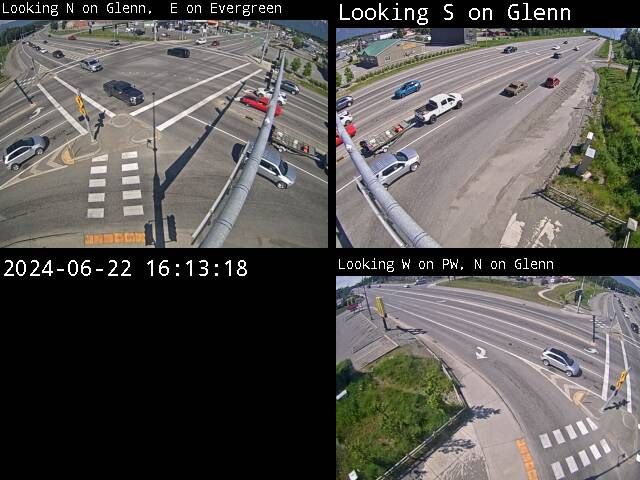 Looking N on Glenn,  E on Evergreen
Looking S on Glenn
2024-06-22 16:13:18
Looking W on PW, N on Glenn